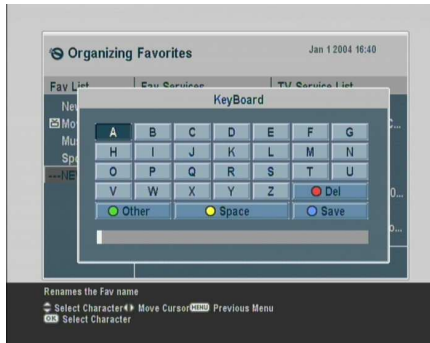 Organizing Favorites
Jan 1 2004 16:40
Fav List Fav Services TV Service List
KeyBoard
A B C D E F G
H I J K L M N
O P Q R S T U
V W X Y Z Del
Other Space Save
---NE
Renames the Fav name
Select Character Move Cursor MENU Previous Menu
OK Select Character